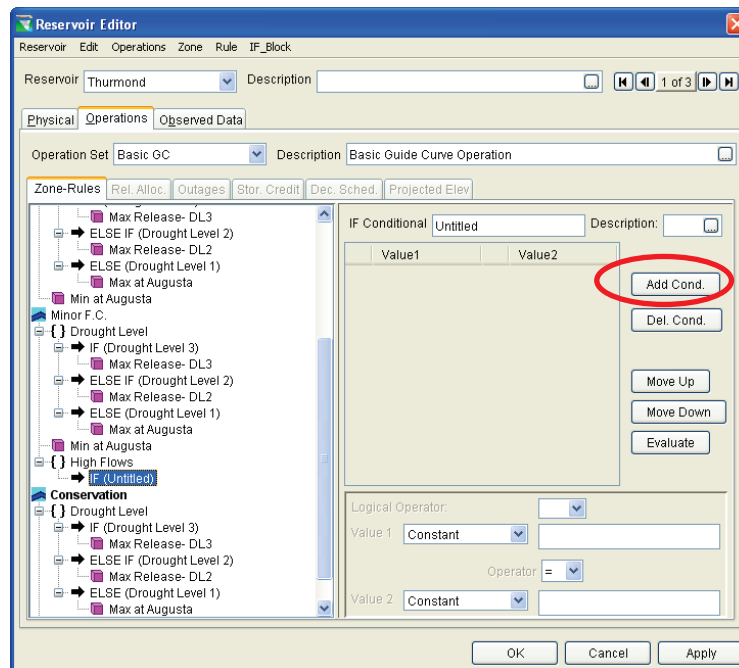 Reservoir Editor
Reservoir Edit Operations Zone Rule IF_Block
Reservoir Thurmond Description ... 1 of 3
Physical Operations Observed Data
Operation Set Basic GC Description Basic Guide Curve Operation ...
Zone-Rules Rel. Alloc. Outages Stor. Credit Dec. Sched. Projected Elev
Max Release- DL3
ELSE IF (Drought Level 2)
Max Release- DL2
ELSE (Drought Level 1)
Max at Augusta
Min at Augusta
Minor F.C.
{ } Drought Level
IF (Drought Level 3)
Max Release- DL3
ELSE IF (Drought Level 2)
Max Release- DL2
ELSE (Drought Level 1)
Max at Augusta
Min at Augusta
{ } High Flows
IF (Untitled)
Conservation
{ } Drought Level
IF (Drought Level 3)
Max Release- DL3
ELSE IF (Drought Level 2)
Max Release- DL2
ELSE (Drought Level 1)
Max at Augusta
IF Conditional Untitled Description: ...
Value1 Value2
Add Cond.
Del. Cond.
Move Up
Move Down
Evaluate
Logical Operator:
Value 1 Constant
Operator =
Value 2 Constant
OK Cancel Apply